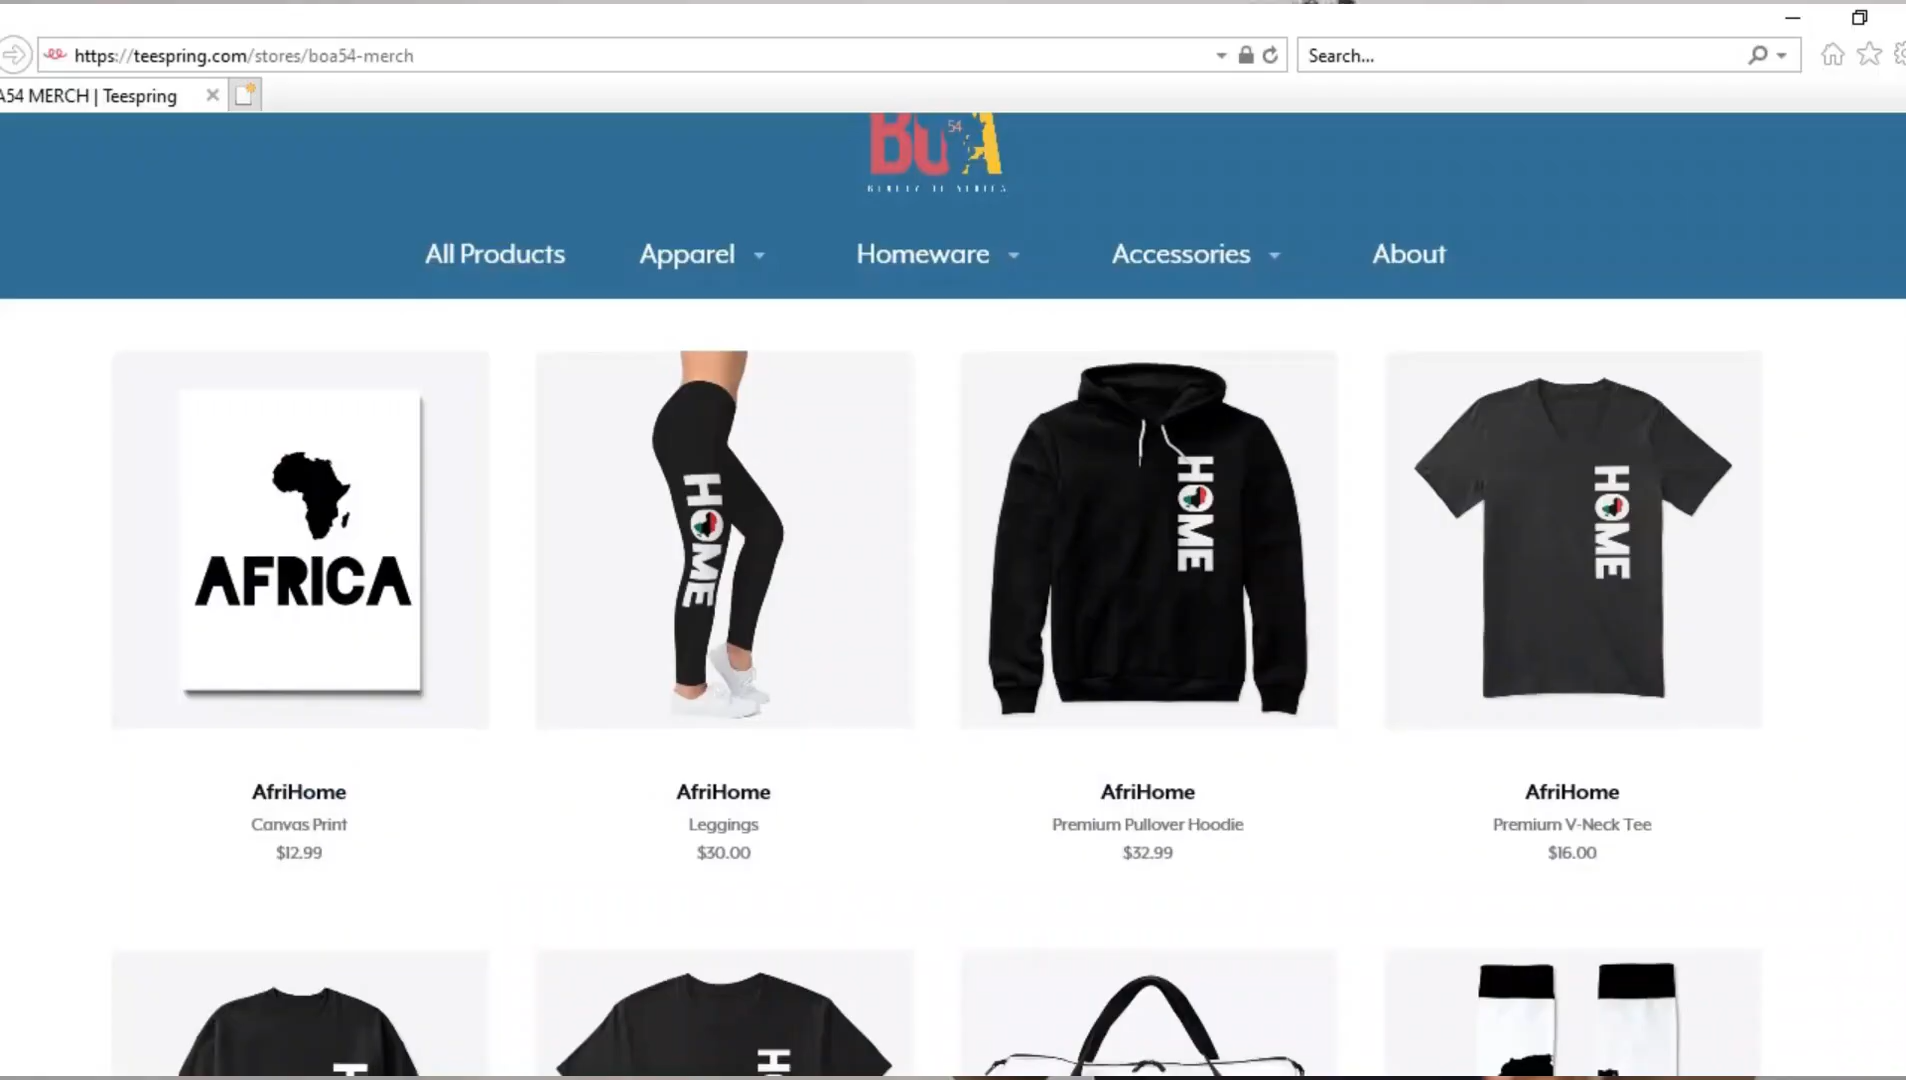 https://teespring.com/stores/boa54-merch
Search...
A54 MERCH | Teespring
BOA
54
All Products
Apparel
Homeware
Accessories
About
AFRICA
HOME
HOME
HOME
AfriHome
AfriHome
AfriHome
AfriHome
Canvas Print
Leggings
Premium Pullover Hoodie
Premium V-Neck Tee
$12.99
$30.00
$32.99
$16.00
H
HO